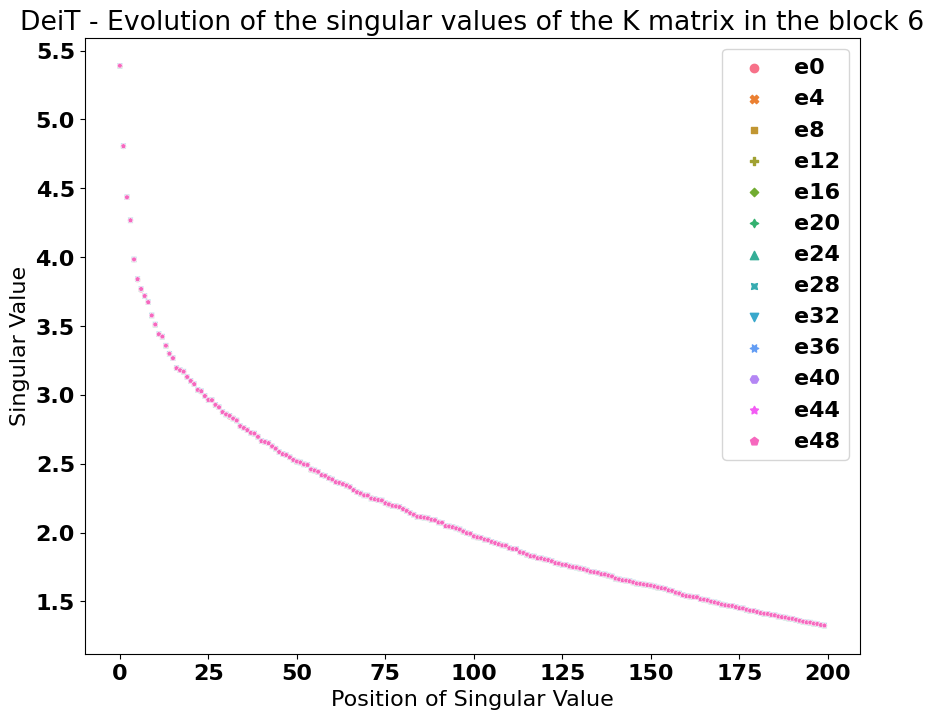 DeiT - Evolution of the singular values of the K matrix in the block 6
5.5
5.0
4.5
4.0
3.5
3.0
2.5
2.0
1.5
Singular Value
e0
e4
e8
e12
e16
e20
e24
e28
e32
e36
e40
e44
e48
0 25 50 75 100 125 150 175 200
Position of Singular Value